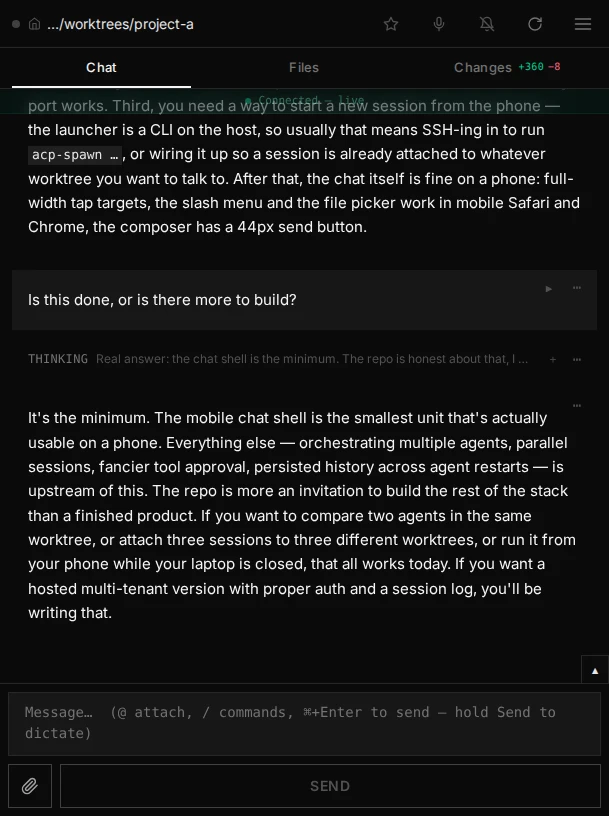 .../worktrees/project-a
Chat
Files
Changes +360 −8
Connected — live
port works. Third, you need a way to start a new session from the phone —
the launcher is a CLI on the host, so usually that means SSH-ing in to run
acp-spawn … , or wiring it up so a session is already attached to whatever
worktree you want to talk to. After that, the chat itself is fine on a phone: full-
width tap targets, the slash menu and the file picker work in mobile Safari and
Chrome, the composer has a 44px send button.
Is this done, or is there more to build?
THINKING Real answer: the chat shell is the minimum. The repo is honest about that, I ...
It's the minimum. The mobile chat shell is the smallest unit that's actually
usable on a phone. Everything else — orchestrating multiple agents, parallel
sessions, fancier tool approval, persisted history across agent restarts — is
upstream of this. The repo is more an invitation to build the rest of the stack
than a finished product. If you want to compare two agents in the same
worktree, or attach three sessions to three different worktrees, or run it from
your phone while your laptop is closed, that all works today. If you want a
hosted multi-tenant version with proper auth and a session log, you'll be
writing that.
Message… (@ attach, / commands, ⌘+Enter to send — hold Send to
dictate)
SEND